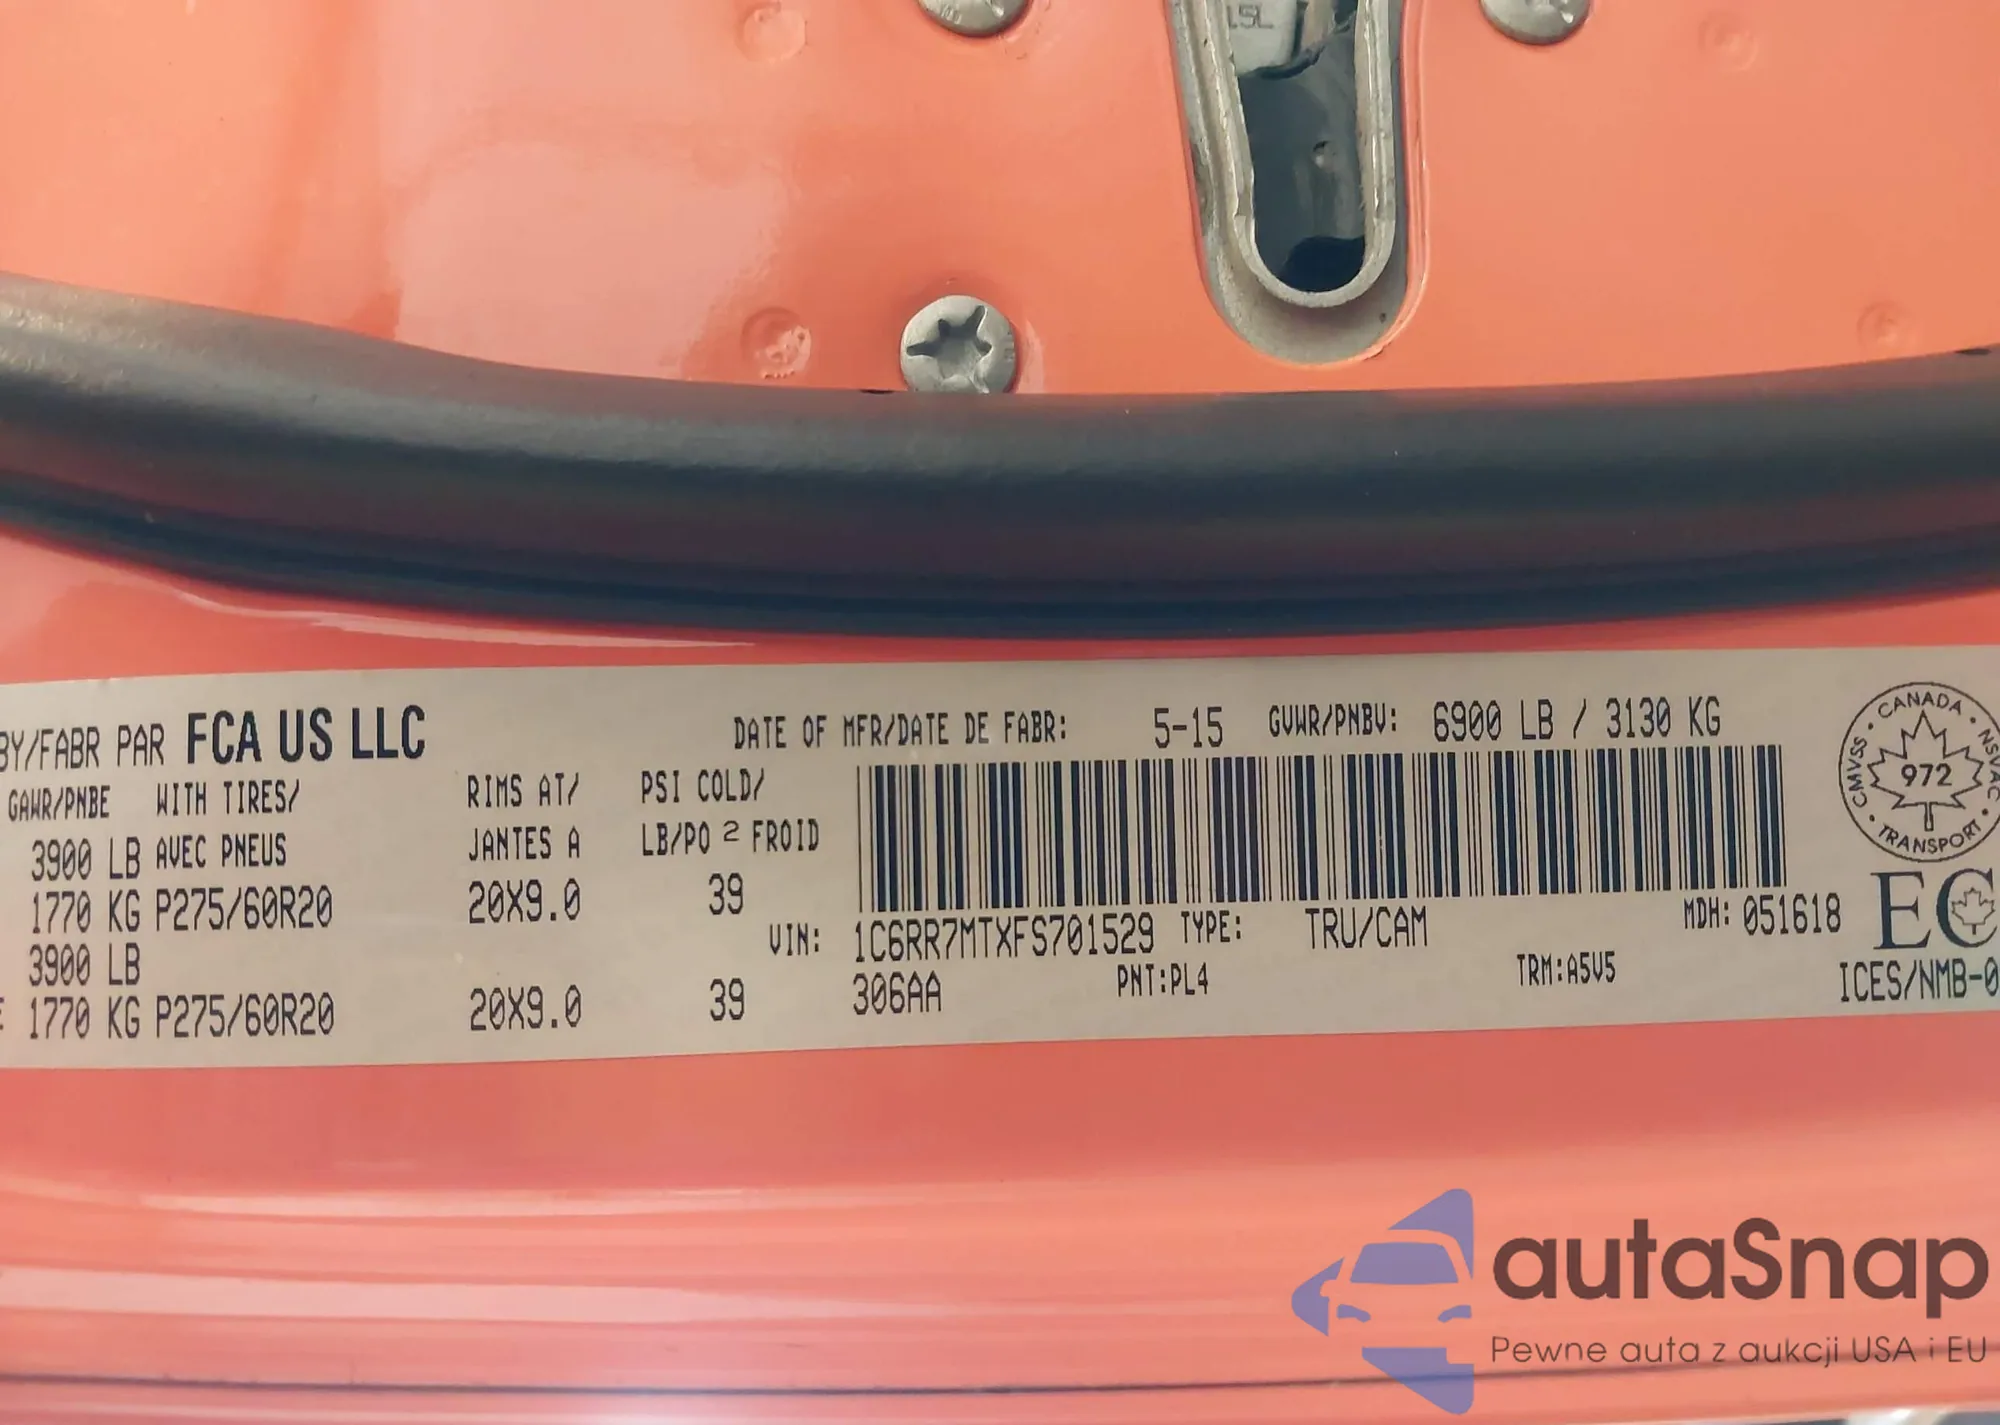 15L
BY/FABR PAR FCA US LLC
DATE OF MFR/DATE DE FABR: 5-15 GVWR/PNBV: 6900 LB / 3130 KG
GAWR/PNBE WITH TIRES/ RIMS AT/ PSI COLD/
3900 LB AVEC PNEUS JANTES A LB/PO 2 FROID
1770 KG P275/60R20 20X9.0 39
3900 LB
1770 KG P275/60R20 20X9.0 39
VIN: 1C6RR7MTXFS701529 TYPE: TRU/CAM MDH: 051618
306AA PNT:PL4 TRM:A5V5
CANADA
CMVSS 972 NSVAC
TRANSPORT
EC
ICES/NMB-0
autaSnap
Pewne auta z aukcji USA i EU